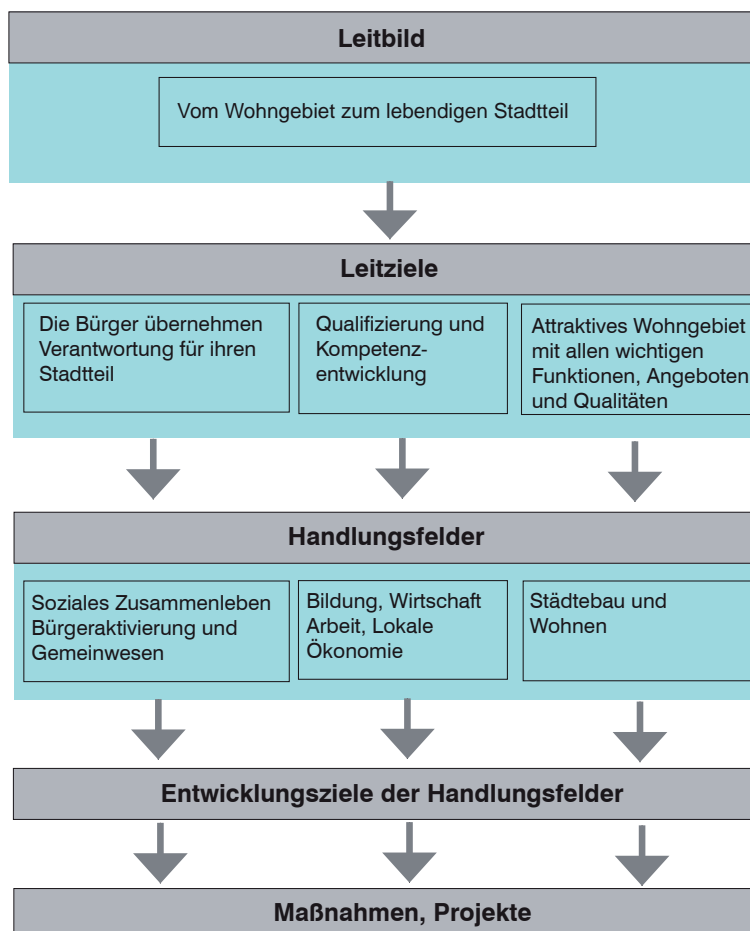 Leitbild
Vom Wohngebiet zum lebendigen Stadtteil
Leitziele
Die Bürger übernehmen
Verantwortung für ihren
Stadtteil
Qualifizierung und
Kompetenz-
entwicklung
Attraktives Wohngebiet
mit allen wichtigen
Funktionen, Angeboten
und Qualitäten
Handlungsfelder
Soziales Zusammenleben
Bürgeraktivierung und
Gemeinwesen
Bildung, Wirtschaft
Arbeit, Lokale
Ökonomie
Städtebau und
Wohnen
Entwicklungsziele der Handlungsfelder
Maßnahmen, Projekte